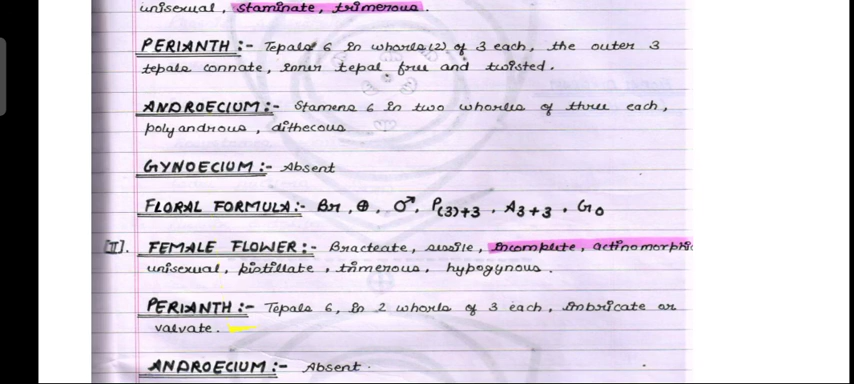 unisexual, staminate, trimerous.
PERIANTH :- Tepals 6 in whorls(2) of 3 each, the outer 3
tepals connate, inner tepal free and twisted.
ANDROECIUM :- Stamens 6 in two whorles of three each,
polyandrous, dithecous
GYNOECIUM :- Absent
FLORAL FORMULA :- Br, ⊕, ♂, P(3)+3, A3+3, G0
[II]. FEMALE FLOWER :- Bracteate, sessile, Incomplete, actinomorphic
unisexual, pistillate, trimerous, hypogynous.
PERIANTH :- Tepals 6, in 2 whorls of 3 each, imbricate or
valvate.
ANDROECIUM :- Absent.